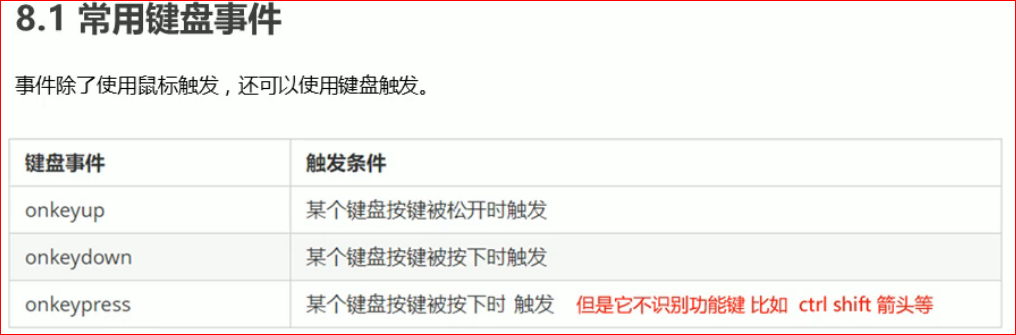 8.1 常用键盘事件
事件除了使用鼠标触发，还可以使用键盘触发。
键盘事件 触发条件
onkeyup 某个键盘按键被松开时触发
onkeydown 某个键盘按键被按下时触发
onkeypress 某个键盘按键被按下时 触发 但是它不识别功能键 比如 ctrl shift 箭头等